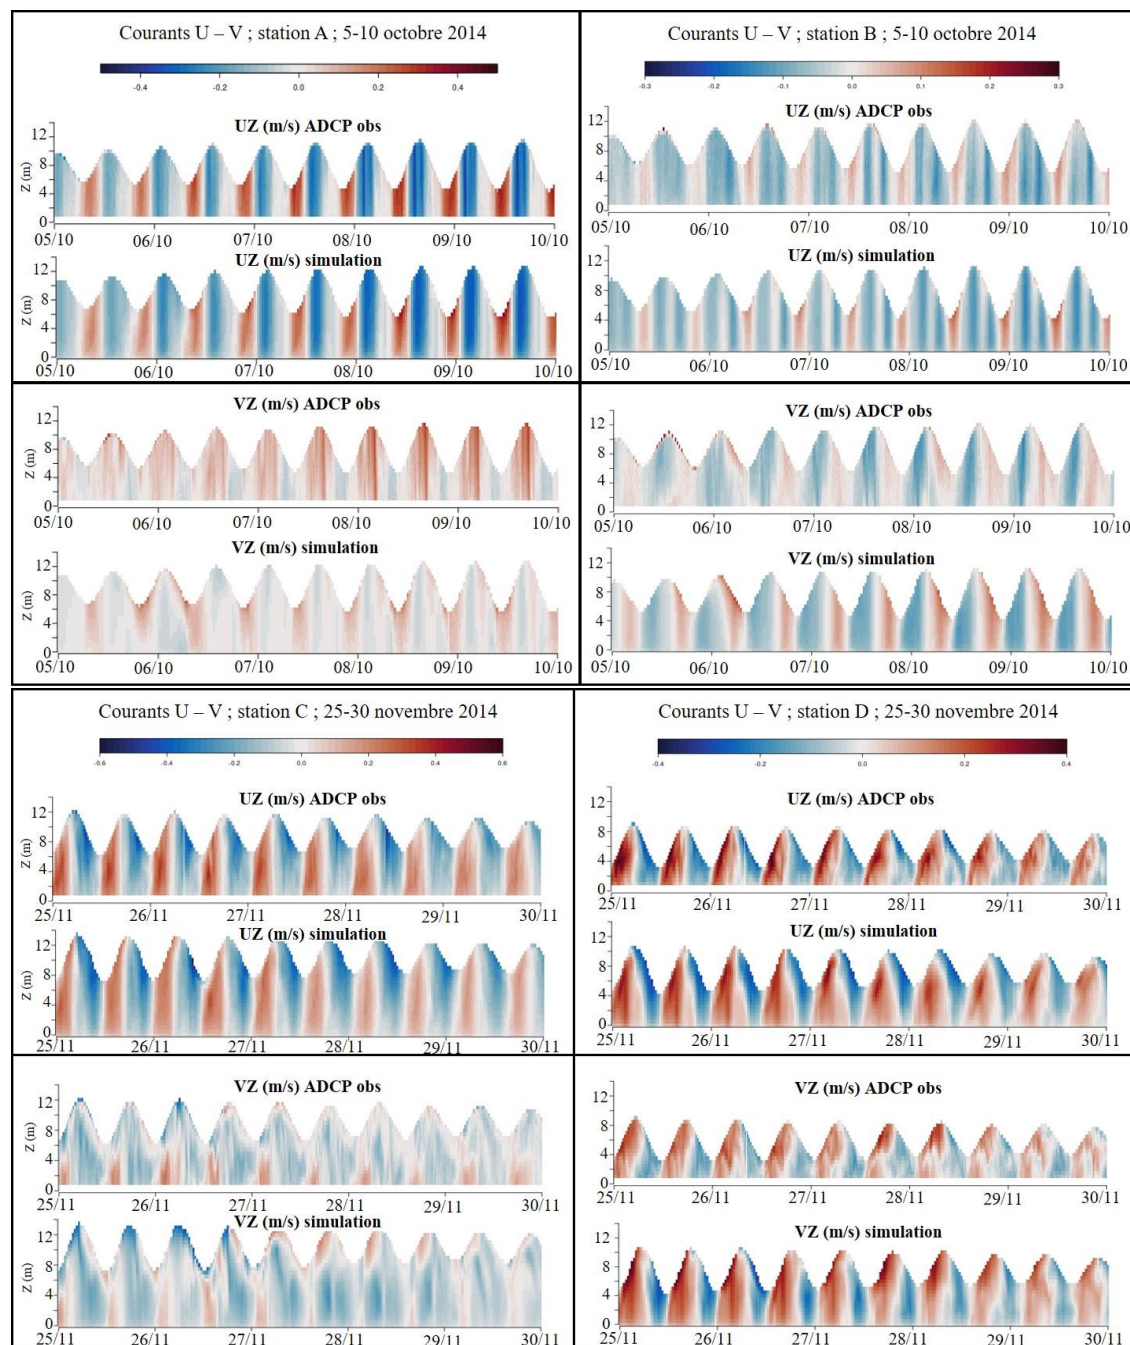 Courants U – V ; station A ; 5-10 octobre 2014
-0.4 -0.2 0.0 0.2 0.4
UZ (m/s) ADCP obs
Z (m)
12
8
4
0
05/10 06/10 07/10 08/10 09/10 10/10
UZ (m/s) simulation
Z (m)
12
8
4
0
05/10 06/10 07/10 08/10 09/10 10/10
VZ (m/s) ADCP obs
Z (m)
12
8
4
0
05/10 06/10 07/10 08/10 09/10 10/10
VZ (m/s) simulation
Z (m)
12
8
4
0
05/10 06/10 07/10 08/10 09/10 10/10
Courants U – V ; station B ; 5-10 octobre 2014
-0.3 -0.2 -0.1 0.0 0.1 0.2 0.3
UZ (m/s) ADCP obs
12
8
4
0
05/10 06/10 07/10 08/10 09/10 10/10
UZ (m/s) simulation
12
8
4
0
05/10 06/10 07/10 08/10 09/10 10/10
VZ (m/s) ADCP obs
12
8
4
0
05/10 06/10 07/10 08/10 09/10 10/10
VZ (m/s) simulation
12
8
4
0
05/10 06/10 07/10 08/10 09/10 10/10
Courants U – V ; station C ; 25-30 novembre 2014
-0.6 -0.4 -0.2 0.0 0.2 0.4 0.6
UZ (m/s) ADCP obs
Z (m)
12
8
4
0
25/11 26/11 27/11 28/11 29/11 30/11
UZ (m/s) simulation
Z (m)
12
8
4
0
25/11 26/11 27/11 28/11 29/11 30/11
VZ (m/s) ADCP obs
Z (m)
12
8
4
0
25/11 26/11 27/11 28/11 29/11 30/11
VZ (m/s) simulation
Z (m)
12
8
4
0
25/11 26/11 27/11 28/11 29/11 30/11
Courants U – V ; station D ; 25-30 novembre 2014
-0.4 -0.2 0.0 0.2 0.4
UZ (m/s) ADCP obs
12
8
4
0
25/11 26/11 27/11 28/11 29/11 30/11
UZ (m/s) simulation
12
8
4
0
25/11 26/11 27/11 28/11 29/11 30/11
VZ (m/s) ADCP obs
12
8
4
0
25/11 26/11 27/11 28/11 29/11 30/11
VZ (m/s) simulation
12
8
4
0
25/11 26/11 27/11 28/11 29/11 30/11